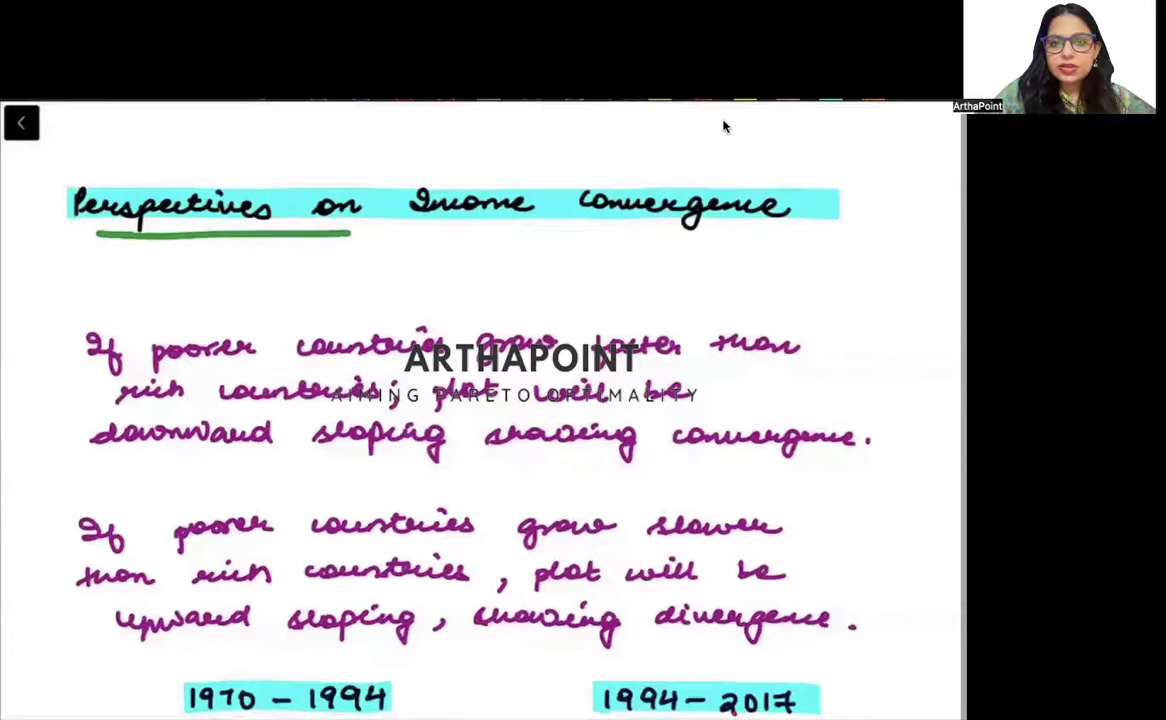 ArthaPoint
Perspectives on Income Convergence
If poorer countries grow faster than
rich countries, plot will be
downward sloping showing convergence.
ARTHAPOINT
AIMING PARETO OPTIMALITY
If poorer countries grow slower
than rich countries, plot will be
upward sloping, showing divergence.
1970 - 1994
1994 - 2017